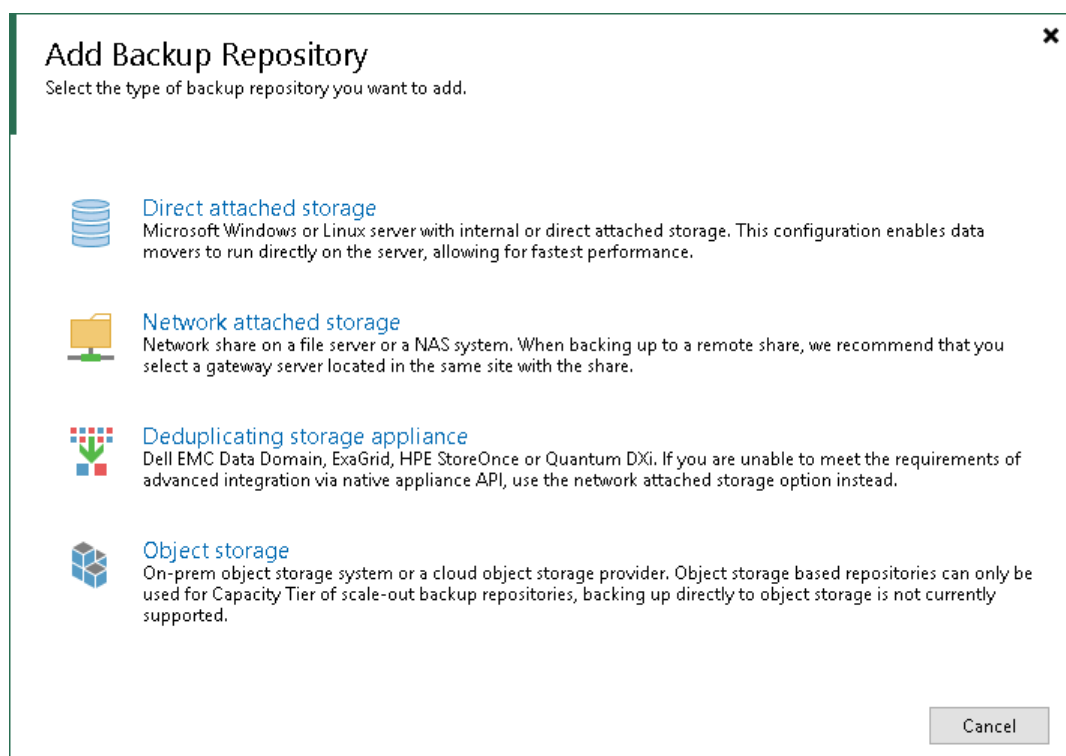 Add Backup Repository
Select the type of backup repository you want to add.
Direct attached storage
Microsoft Windows or Linux server with internal or direct attached storage. This configuration enables data
movers to run directly on the server, allowing for fastest performance.
Network attached storage
Network share on a file server or a NAS system. When backing up to a remote share, we recommend that you
select a gateway server located in the same site with the share.
Deduplicating storage appliance
Dell EMC Data Domain, ExaGrid, HPE StoreOnce or Quantum DXi. If you are unable to meet the requirements of
advanced integration via native appliance API, use the network attached storage option instead.
Object storage
On-prem object storage system or a cloud object storage provider. Object storage based repositories can only be
used for Capacity Tier of scale-out backup repositories, backing up directly to object storage is not currently
supported.
Cancel